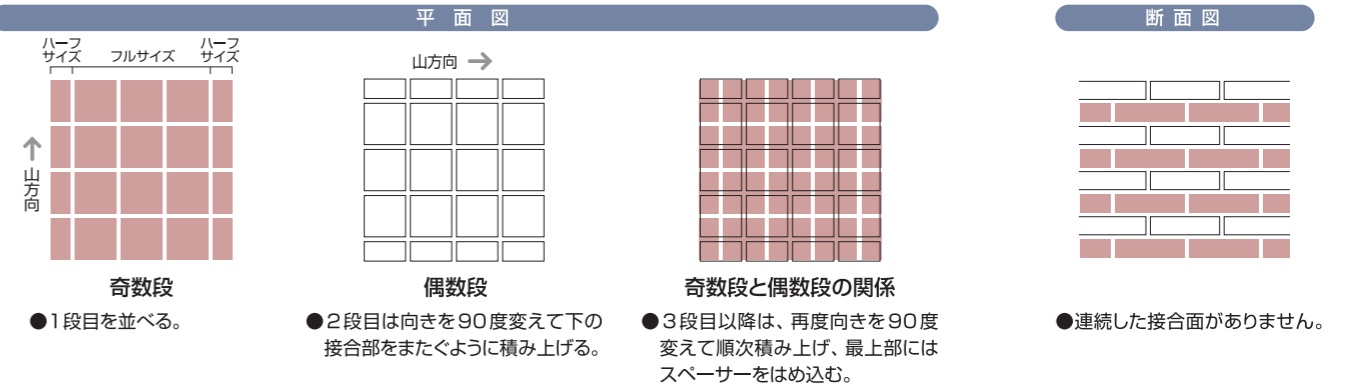 平面図
断面図
ハーフ
サイズ
フルサイズ
ハーフ
サイズ
山方向
山方向
奇数段
偶数段
奇数段と偶数段の関係
●1段目を並べる。
●2段目は向きを90度変えて下の
接合部をまたぐように積み上げる。
●3段目以降は、再度向きを90度
変えて順次積み上げ、最上部には
スペーサーをはめ込む。
●連続した接合面がありません。